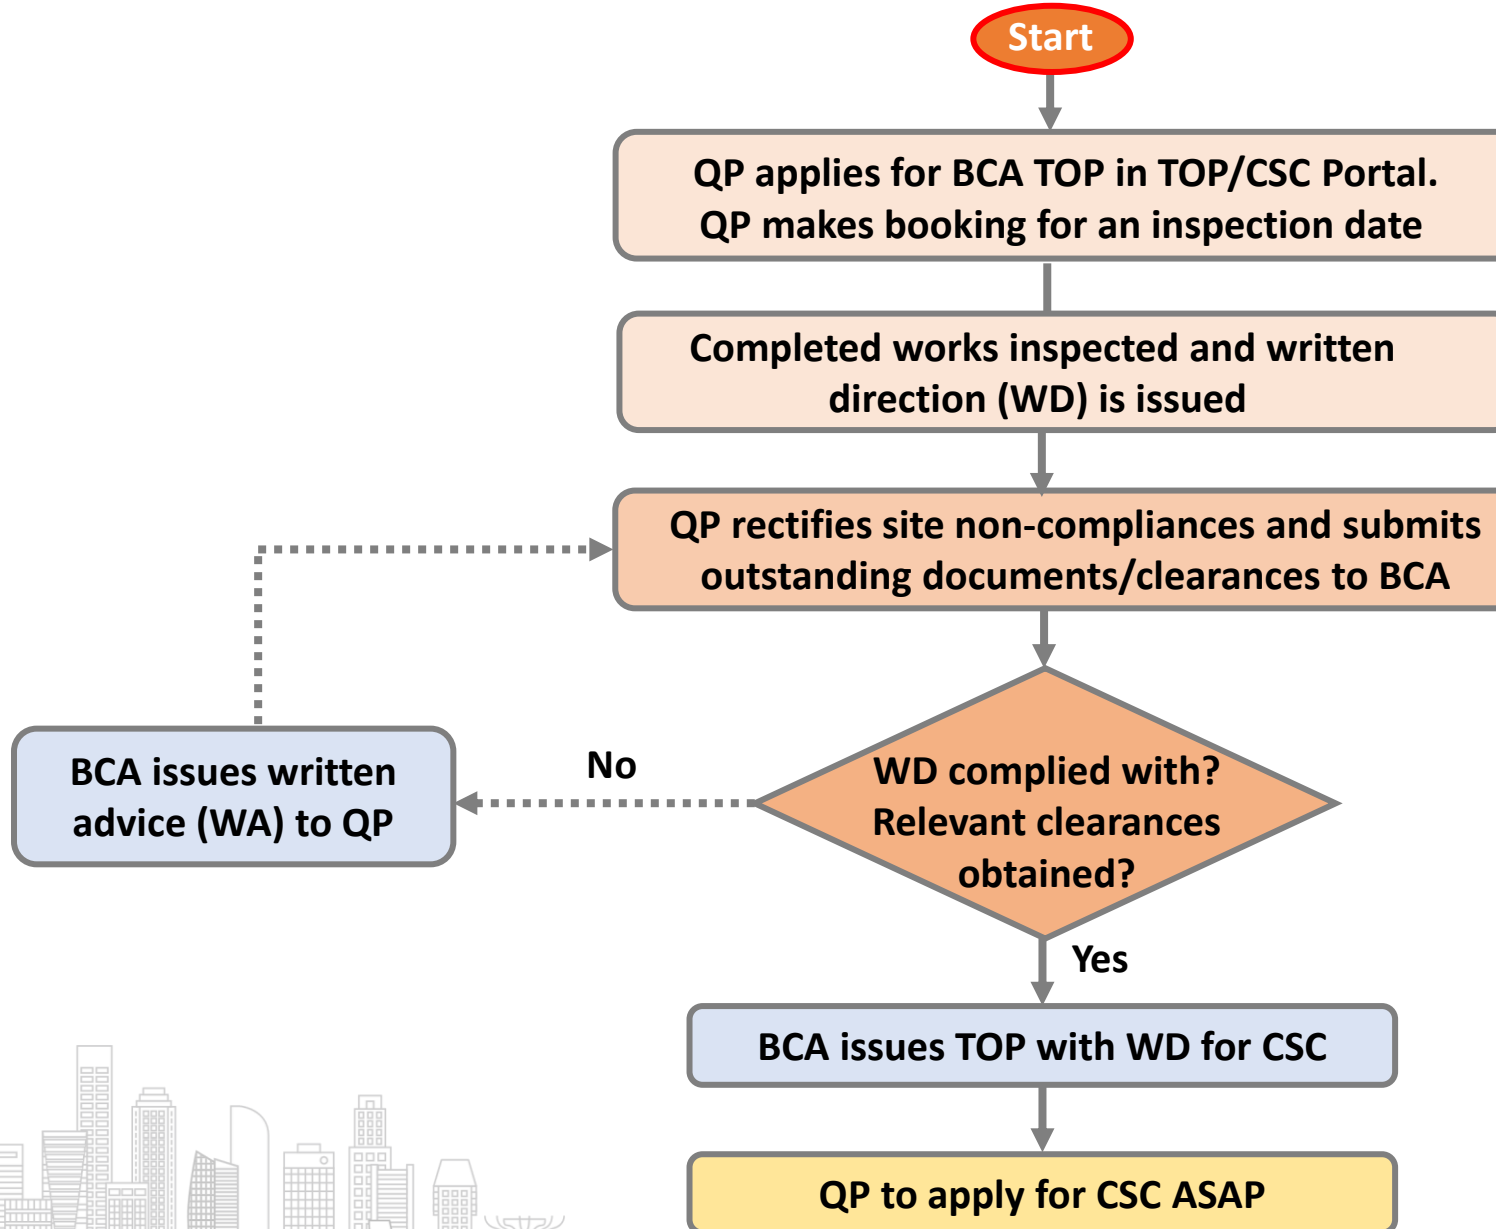 Start
QP applies for BCA TOP in TOP/CSC Portal.
QP makes booking for an inspection date
Completed works inspected and written
direction (WD) is issued
QP rectifies site non-compliances and submits
outstanding documents/clearances to BCA
BCA issues written
advice (WA) to QP
No
WD complied with?
Relevant clearances
obtained?
Yes
BCA issues TOP with WD for CSC
QP to apply for CSC ASAP